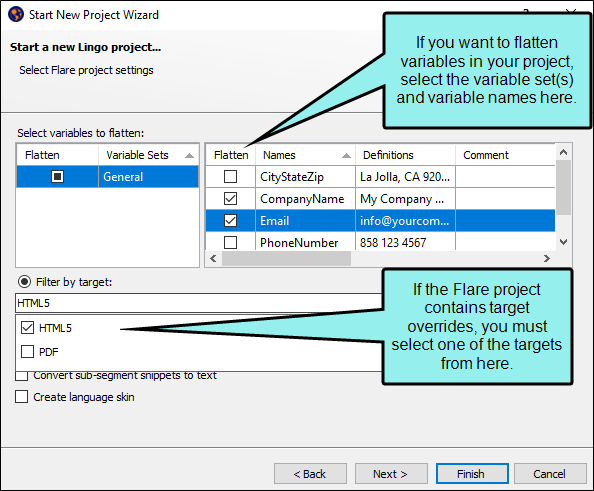 Start New Project Wizard
Start a new Lingo project...
Select Flare project settings
If you want to flatten
variables in your project,
select the variable set(s)
and variable names here.
Select variables to flatten:
Flatten Variable Sets
General
Flatten Names Definitions Comment
CityStateZip La Jolla, CA 920...
CompanyName My Company ...
Email info@yourcom...
PhoneNumber 858 123 4567
Filter by target:
HTML5
HTML5
PDF
If the Flare project
contains target
overrides, you must
select one of the targets
from here.
Convert sub-segment snippets to text
Create language skin
< Back Next > Finish Cancel